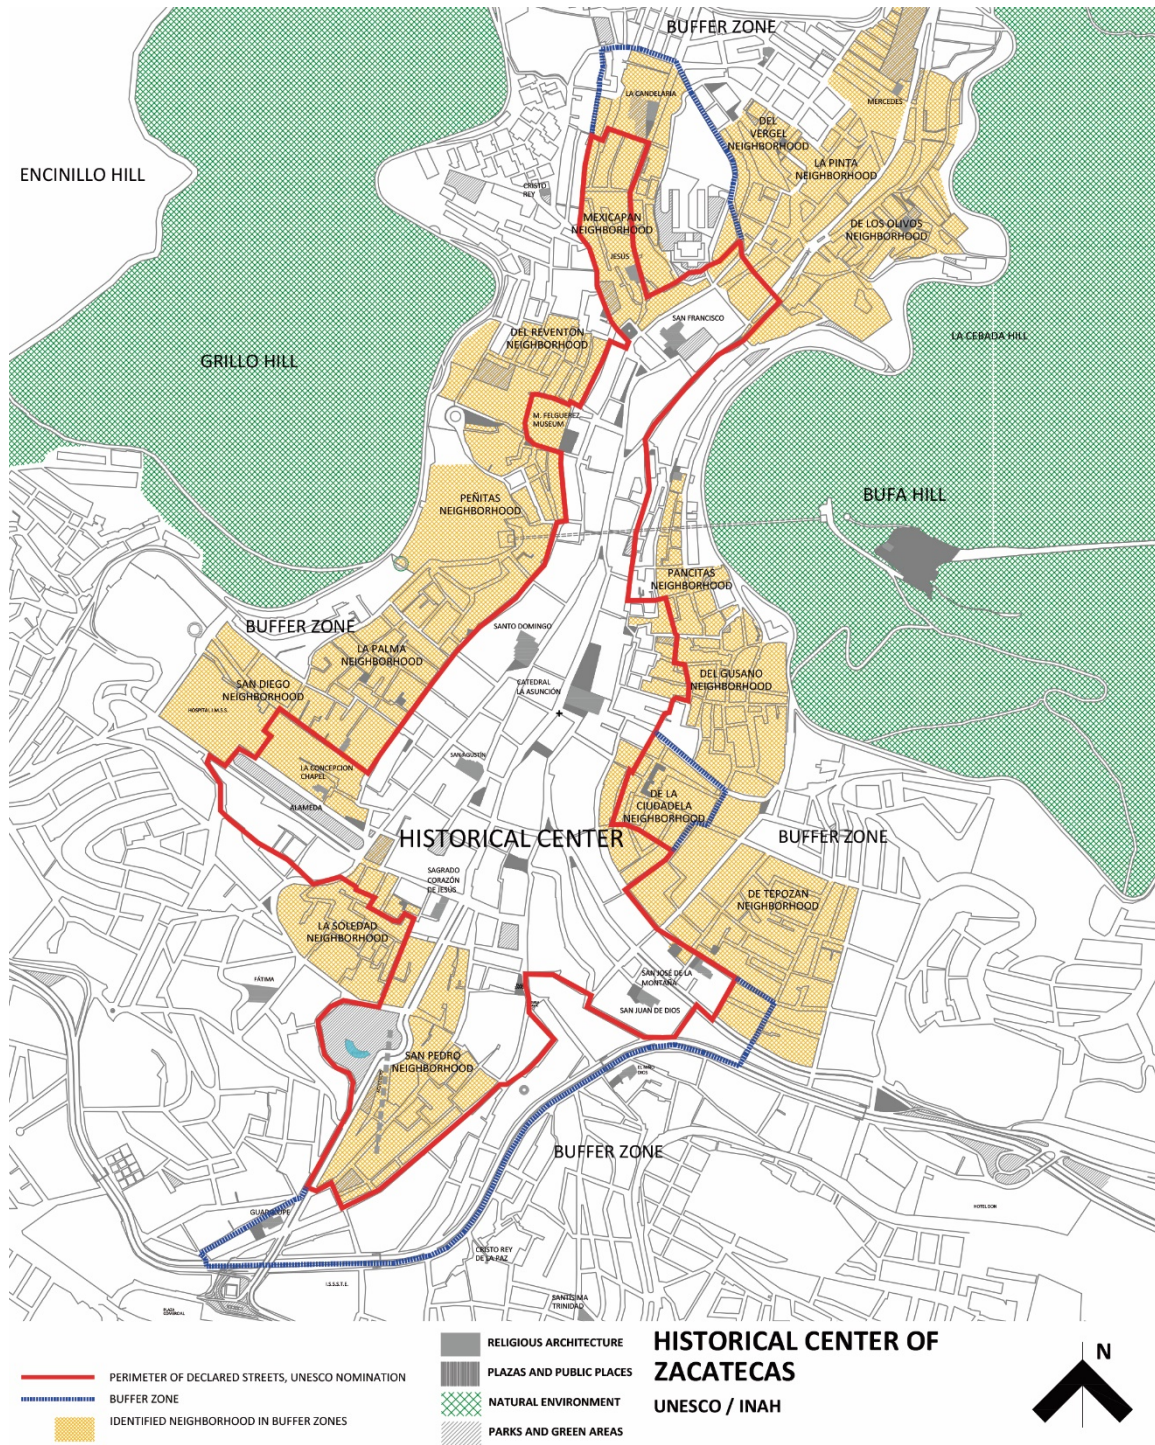 BUFFER ZONE
LA CANDELARIA
MERCEDES
DEL
VERGEL
NEIGHBORHOOD
LA PINTA
NEIGHBORHOOD
ENCINILLO HILL
CRISTO
REY
MEXICAPAN
NEIGHBORHOOD
DE LOS OLIVOS
NEIGHBORHOOD
JESÚS
SAN FRANCISCO
DEL REVENTÓN
NEIGHBORHOOD
LA CEBADA HILL
GRILLO HILL
M. FELGUEREZ
MUSEUM
PEÑITAS
NEIGHBORHOOD
BUFA HILL
PANCITAS
NEIGHBORHOOD
BUFFER ZONE
SANTO DOMINGO
LA PALMA
NEIGHBORHOOD
CATEDRAL
LA ASUNCIÓN
DEL GUSANO
NEIGHBORHOOD
SAN DIEGO
NEIGHBORHOOD
HOSPITAL I.M.S.S.
SAN AGUSTÍN
LA CONCEPCION
CHAPEL
ALAMEDA
DE LA
CIUDADELA
NEIGHBORHOOD
HISTORICAL CENTER
BUFFER ZONE
SAGRADO
CORAZÓN
DE JESÚS
DE TEPOZAN
NEIGHBORHOOD
LA SOLEDAD
NEIGHBORHOOD
FÁTIMA
SAN JOSÉ DE LA
MONTAÑA
SAN JUAN DE DIOS
SAN PEDRO
NEIGHBORHOOD
EL NIÑO
DIOS
BUFFER ZONE
GUADALUPE
CRISTO REY
DE LA PAZ
I.S.S.S.T.E.
SANTÍSIMA
TRINIDAD
RELIGIOUS ARCHITECTURE
PLAZAS AND PUBLIC PLACES
NATURAL ENVIRONMENT
PARKS AND GREEN AREAS
PERIMETER OF DECLARED STREETS, UNESCO NOMINATION
BUFFER ZONE
IDENTIFIED NEIGHBORHOOD IN BUFFER ZONES
HISTORICAL CENTER OF
ZACATECAS
UNESCO / INAH
N